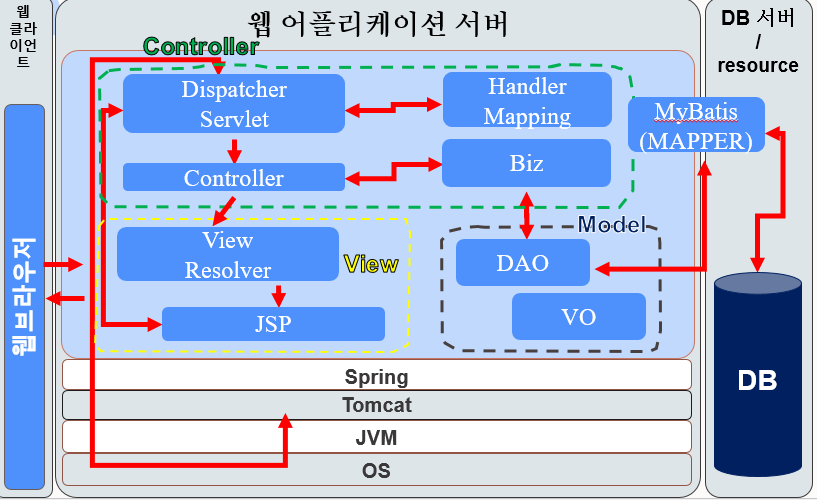 웹
클라
이언
트
웹브라우저
웹 어플리케이션 서버
Controller
Dispatcher
Servlet
Handler
Mapping
Controller
Biz
View
Resolver
View
JSP
Model
DAO
VO
Spring
Tomcat
JVM
OS
DB 서버
/
resource
MyBatis
(MAPPER)
DB